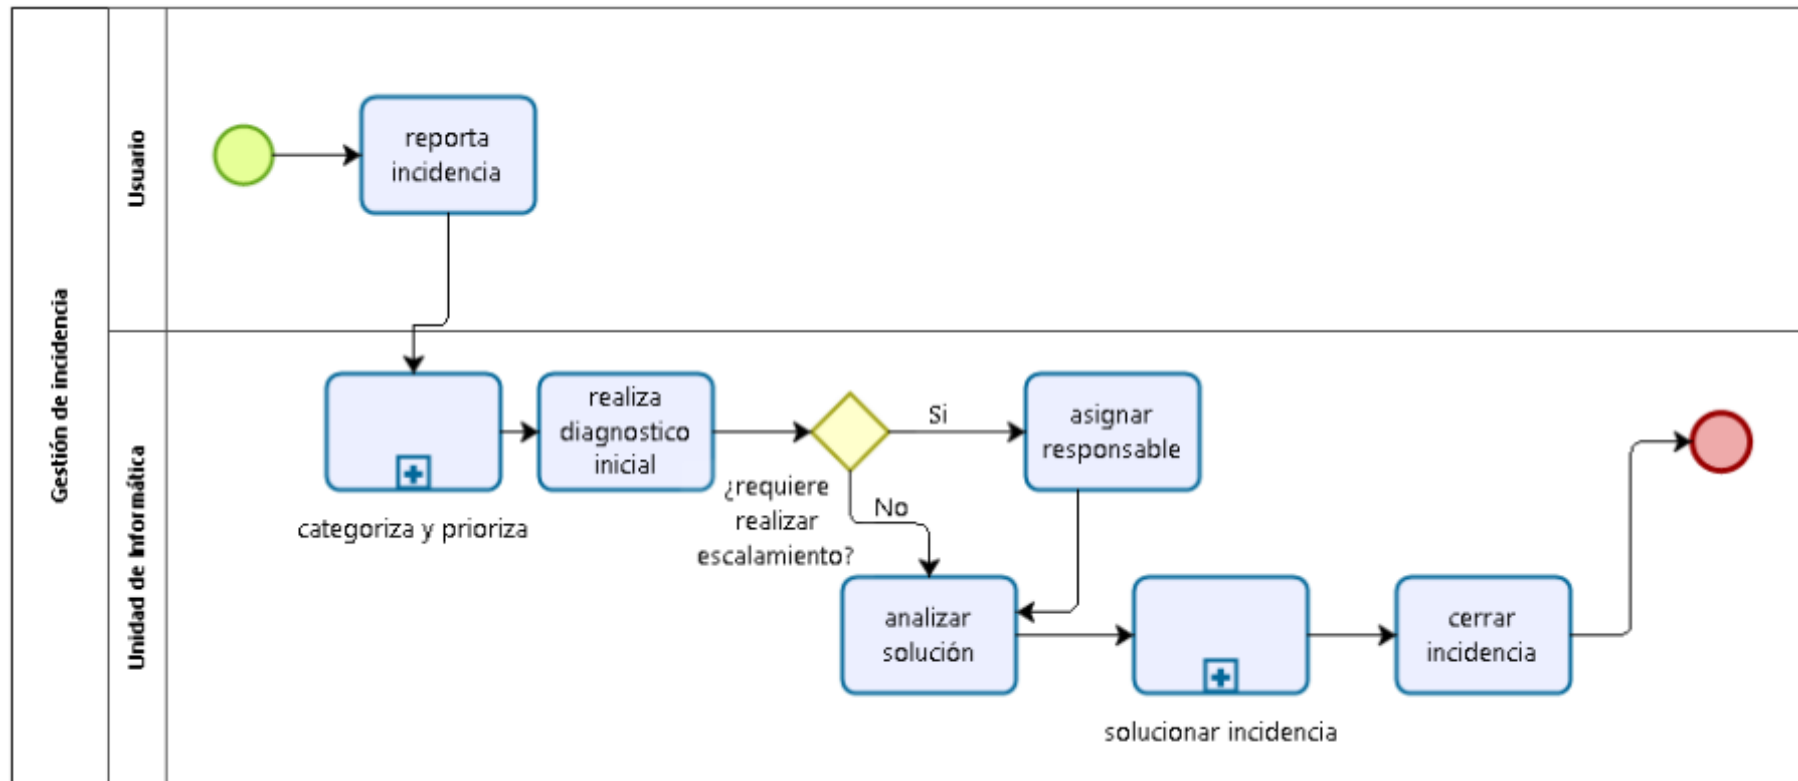 Gestión de incidencia
Usuario
reporta
incidencia
Unidad de Informática
categoriza y prioriza
realiza
diagnostico
inicial
¿requiere
realizar
escalamiento?
Si
No
asignar
responsable
analizar
solución
solucionar incidencia
cerrar
incidencia